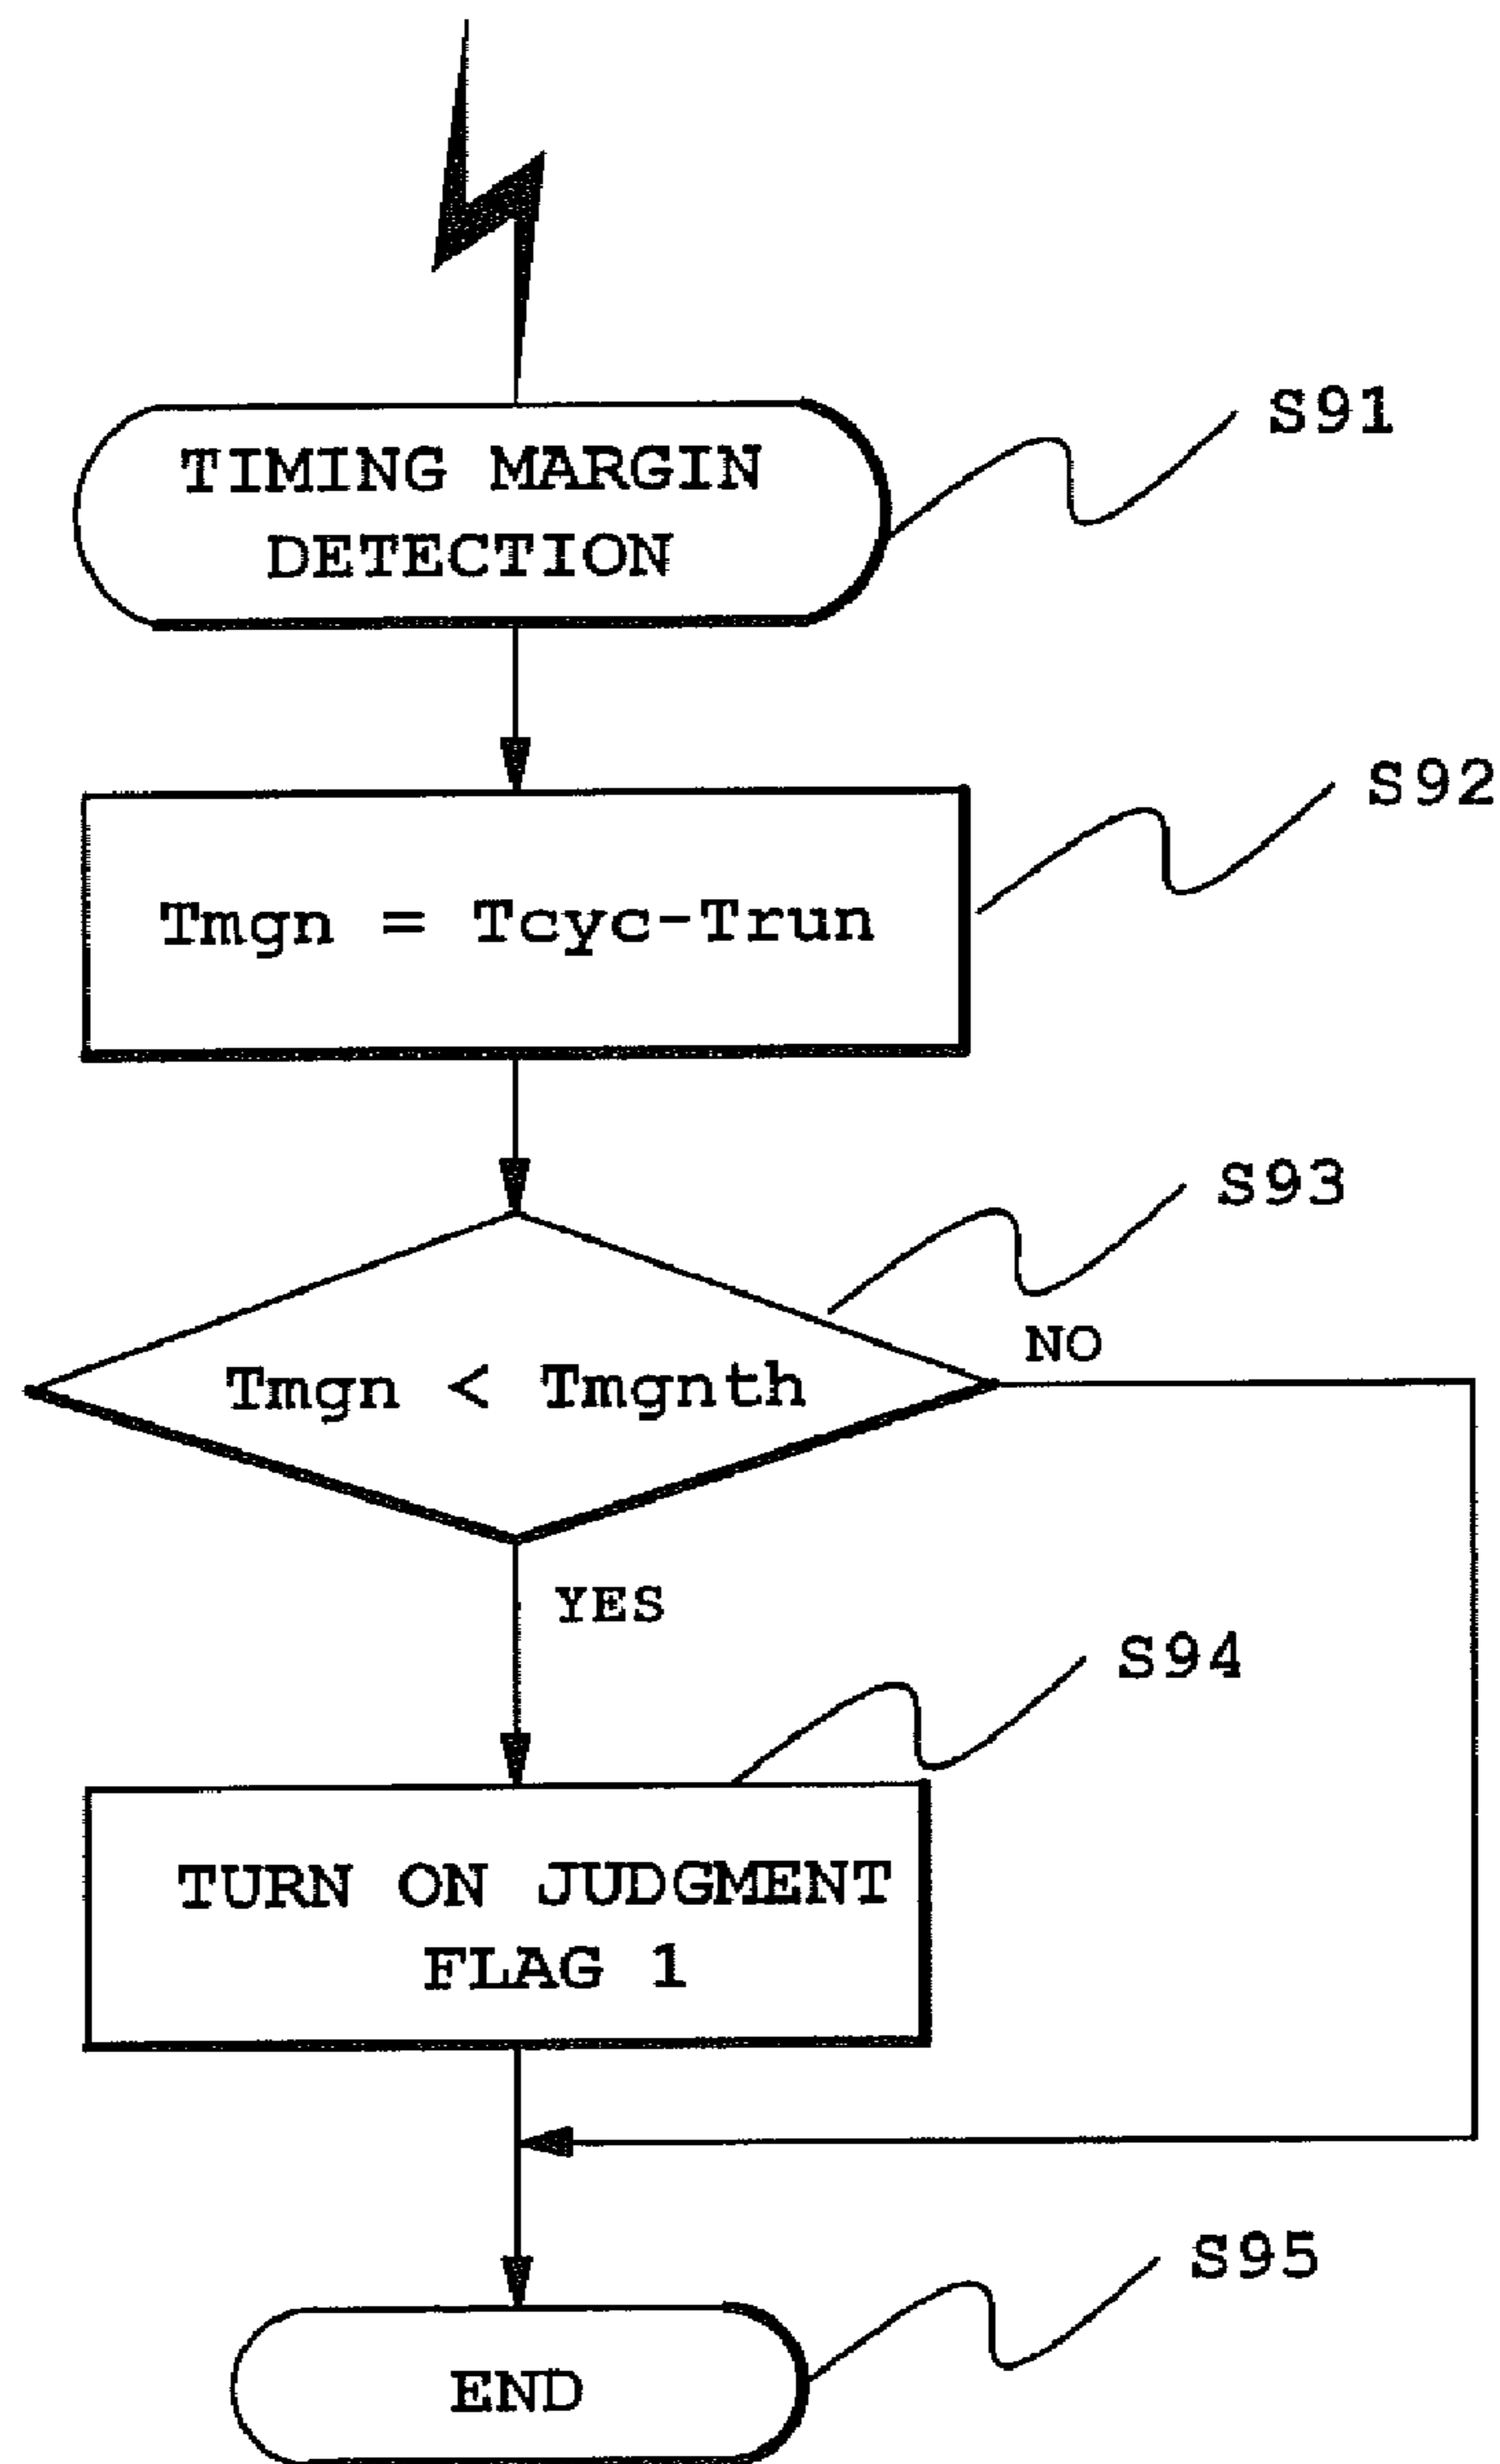 S91
TIMING MARGIN
DETECTION
S92
Tmgn = Tcyc-Trun
S93
NO
Tmgn < Tmgnth
YES
S94
TURN ON JUDGMENT
FLAG 1
S95
END